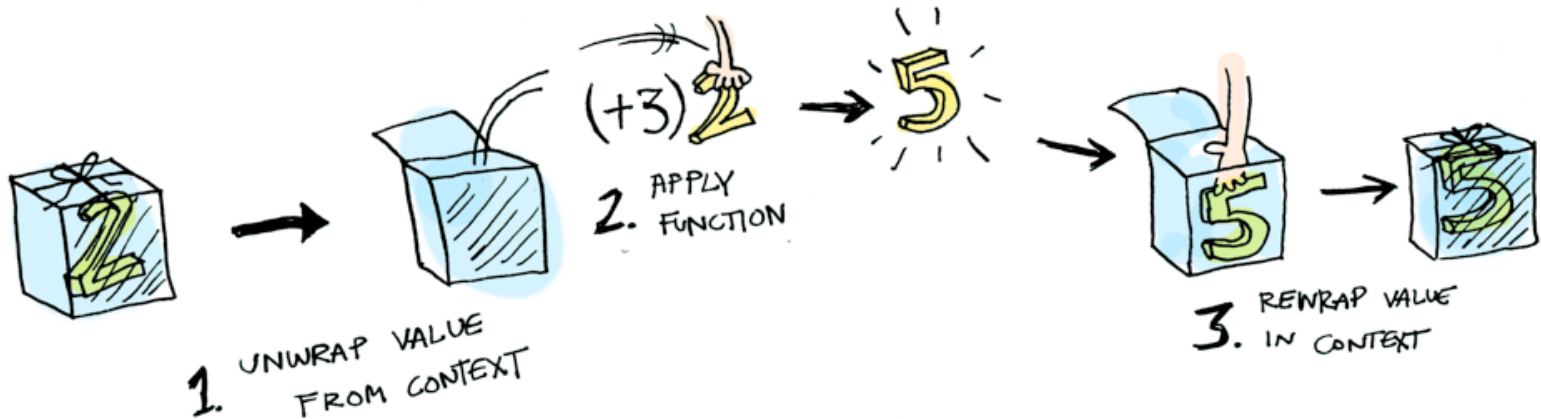 2
1. UNWRAP VALUE
FROM CONTEXT
(+3) 2
2. APPLY
FUNCTION
5
5
3. REWRAP VALUE
IN CONTEXT
5